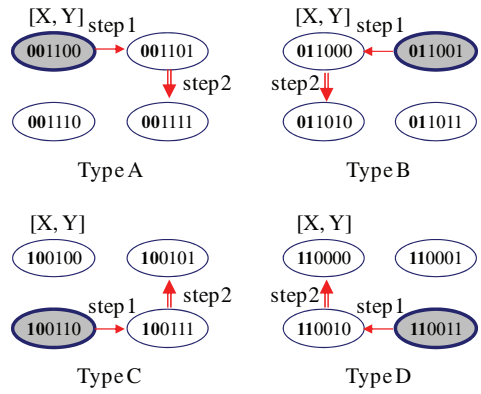 [X, Y]
step1
001100
001101
step2
001110
001111
Type A
[X, Y]
011000
step1
011001
step2
011010
011011
Type B
[X, Y]
100100
100101
step1
step2
100110
100111
Type C
[X, Y]
110000
110001
step2
step1
110010
110011
Type D